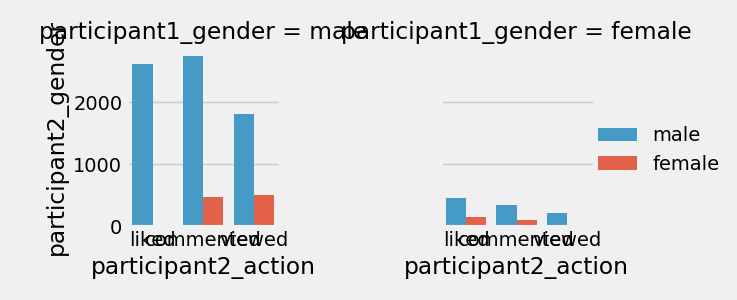 participant1_gender = male
participant1_gender = female
participant2_gender
2000
1000
0
liked
commented
viewed
liked
commented
viewed
participant2_action
participant2_action
male
female